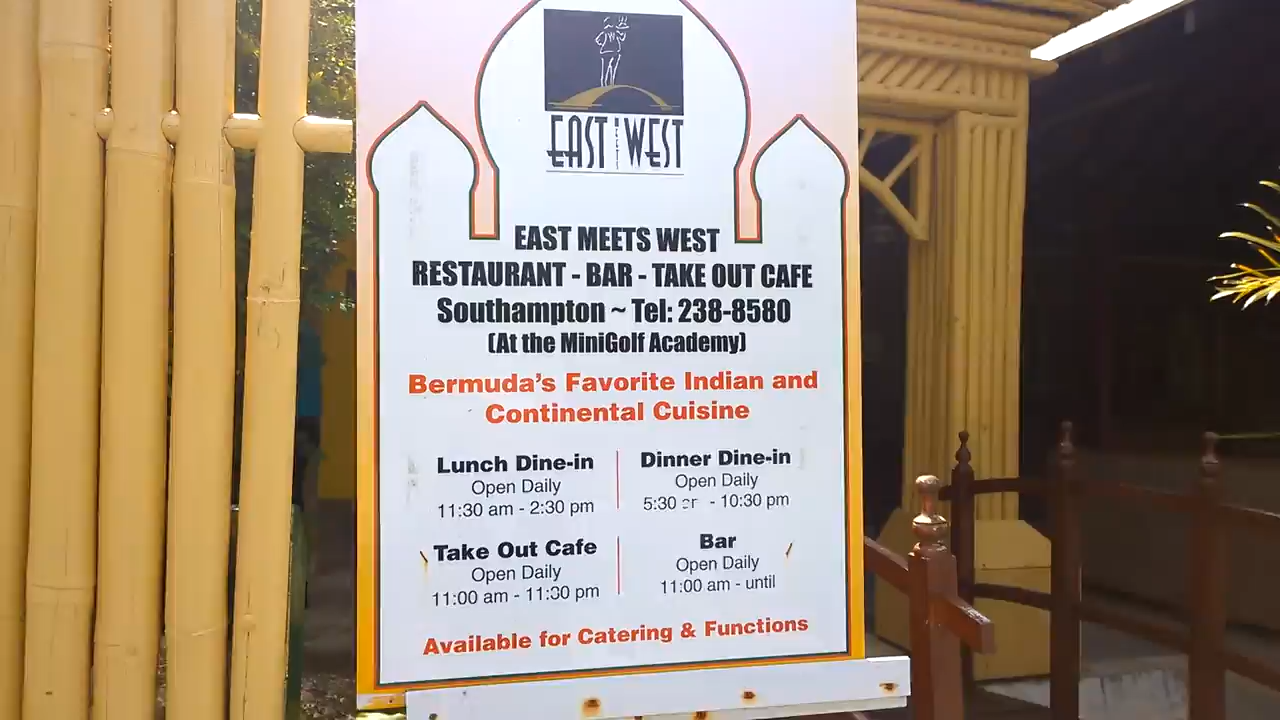 EAST MEETS WEST
EAST MEETS WEST
RESTAURANT - BAR - TAKE OUT CAFE
Southampton ~ Tel: 238-8580
(At the MiniGolf Academy)
Bermuda's Favorite Indian and
Continental Cuisine
Lunch Dine-in
Open Daily
11:30 am - 2:30 pm
Dinner Dine-in
Open Daily
5:30 - 10:30 pm
Take Out Cafe
Open Daily
11:00 am - 11:30 pm
Bar
Open Daily
11:00 am - until
Available for Catering & Functions